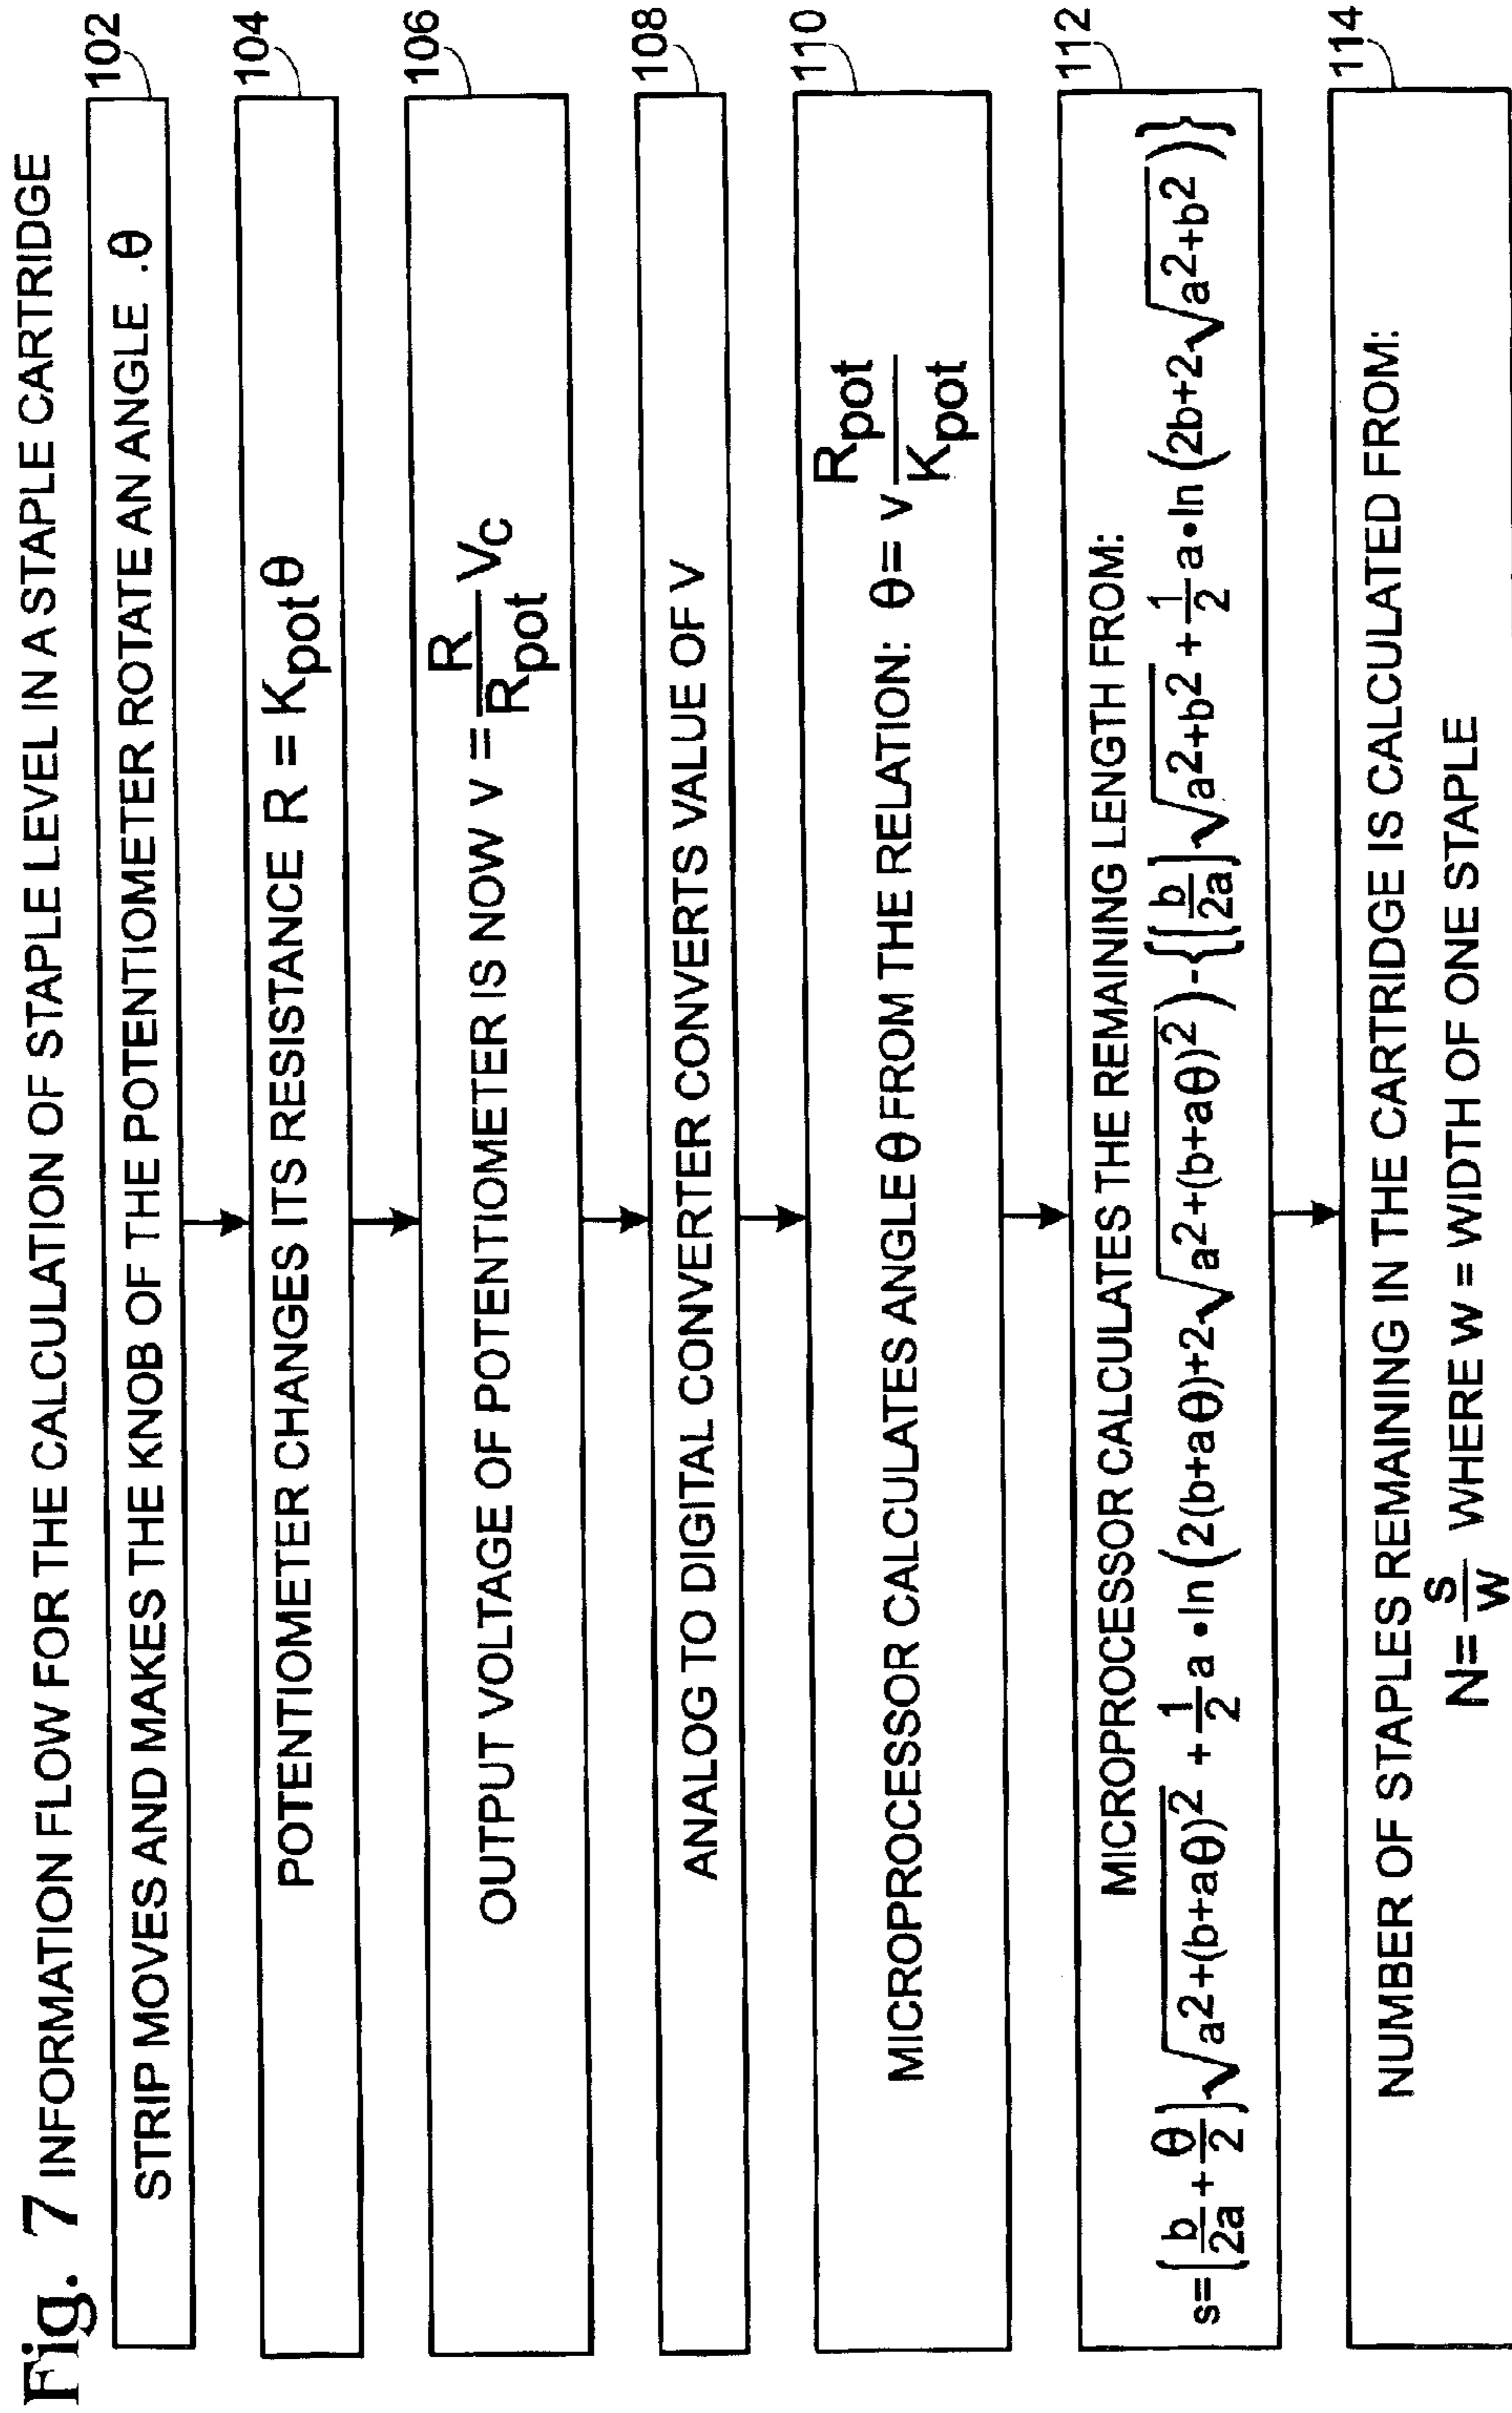 Fig. 7 INFORMATION FLOW FOR THE CALCULATION OF STAPLE LEVEL IN A STAPLE CARTRIDGE
102
STRIP MOVES AND MAKES THE KNOB OF THE POTENTIOMETER ROTATE AN ANGLE .θ
104
POTENTIOMETER CHANGES ITS RESISTANCE R = K_pot θ
106
OUTPUT VOLTAGE OF POTENTIOMETER IS NOW v = R/R_pot V_C
108
ANALOG TO DIGITAL CONVERTER CONVERTS VALUE OF V
110
MICROPROCESSOR CALCULATES ANGLE θ FROM THE RELATION: θ = v R_pot/K_pot
112
MICROPROCESSOR CALCULATES THE REMAINING LENGTH FROM:
s={b/2a + θ/2]√(a²+(b+aθ)²) + 1/2 a •ln(2(b+aθ)+2√(a²+(b+aθ)²)) -{[b/2a]√(a²+b²) + 1/2 a•ln(2b+2√(a²+b²))}
114
NUMBER OF STAPLES REMAINING IN THE CARTRIDGE IS CALCULATED FROM:
N= S/W WHERE W = WIDTH OF ONE STAPLE